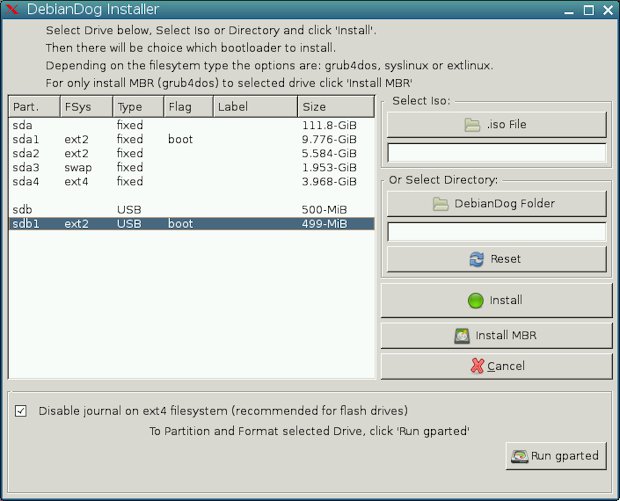 DebianDog Installer
Select Drive below, Select Iso or Directory and click 'Install'.
Then there will be choice which bootloader to install.
Depending on the filesytem type the options are: grub4dos, syslinux or extlinux.
For only install MBR (grub4dos) to selected drive click 'Install MBR'
Part. FSys Type Flag Label Size
sda fixed 111.8-GiB
sda1 ext2 fixed boot 9.776-GiB
sda2 ext2 fixed 5.584-GiB
sda3 swap fixed 1.953-GiB
sda4 ext4 fixed 3.968-GiB
sdb USB 500-MiB
sdb1 ext2 USB boot 499-MiB
Select Iso:
.iso File
Or Select Directory:
DebianDog Folder
Reset
Install
Install MBR
Cancel
Disable journal on ext4 filesystem (recommended for flash drives)
To Partition and Format selected Drive, click 'Run gparted'
Run gparted